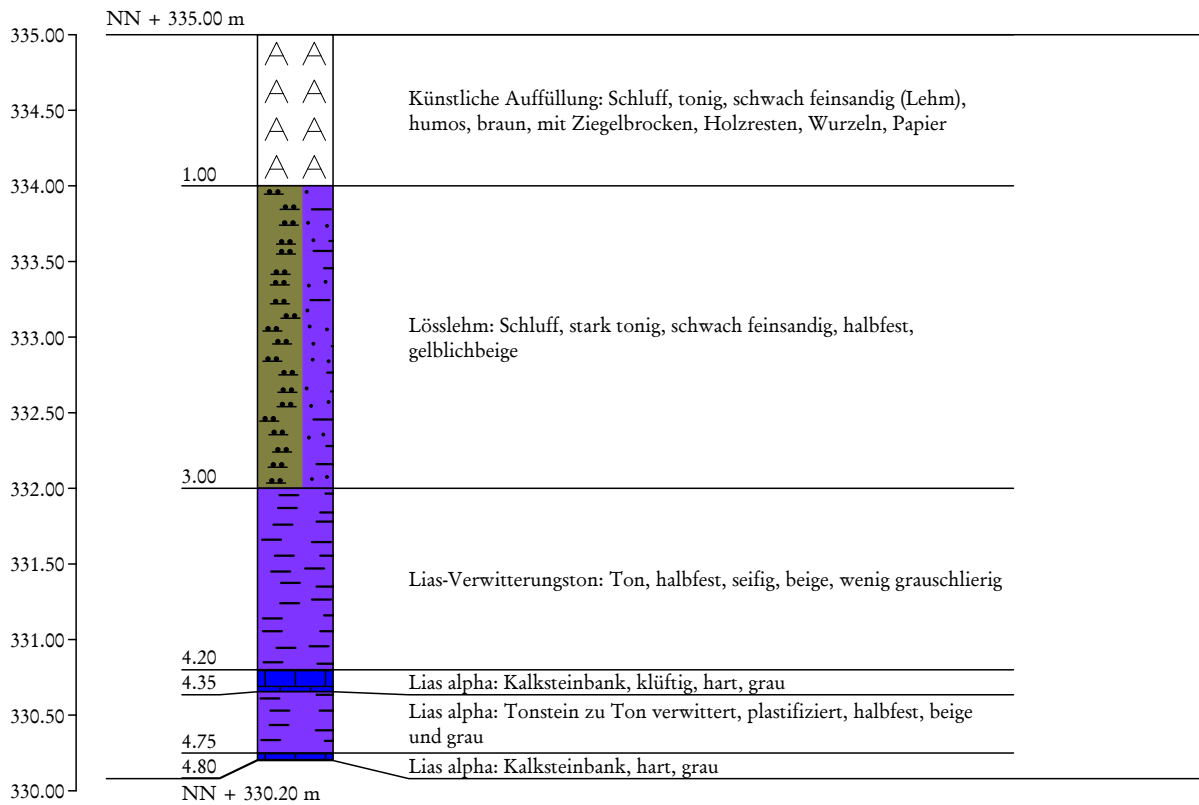 NN + 335.00 m
335.00
334.50
Künstliche Auffüllung: Schluff, tonig, schwach feinsandig (Lehm),
humos, braun, mit Ziegelbrocken, Holzresten, Wurzeln, Papier
1.00
334.00
333.50
333.00
Lösslehm: Schluff, stark tonig, schwach feinsandig, halbfest,
gelblichbeige
332.50
3.00
332.00
331.50
Lias-Verwitterungston: Ton, halbfest, seifig, beige, wenig grauschlierig
331.00
4.20
4.35
Lias alpha: Kalksteinbank, klüftig, hart, grau
330.50
Lias alpha: Tonstein zu Ton verwittert, plastifiziert, halbfest, beige
und grau
4.75
4.80
Lias alpha: Kalksteinbank, hart, grau
330.00
NN + 330.20 m
A A
A A
A A
A A